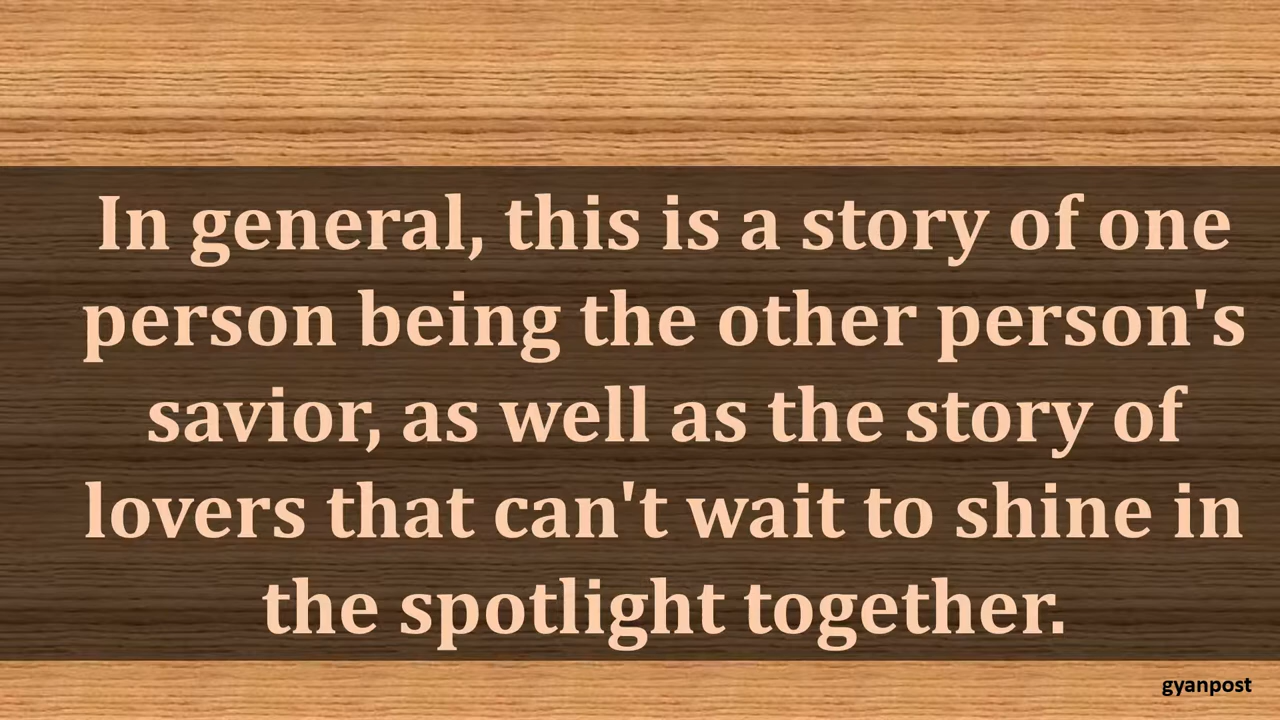 In general, this is a story of one
person being the other person's
savior, as well as the story of
lovers that can't wait to shine in
the spotlight together.
gyanpost